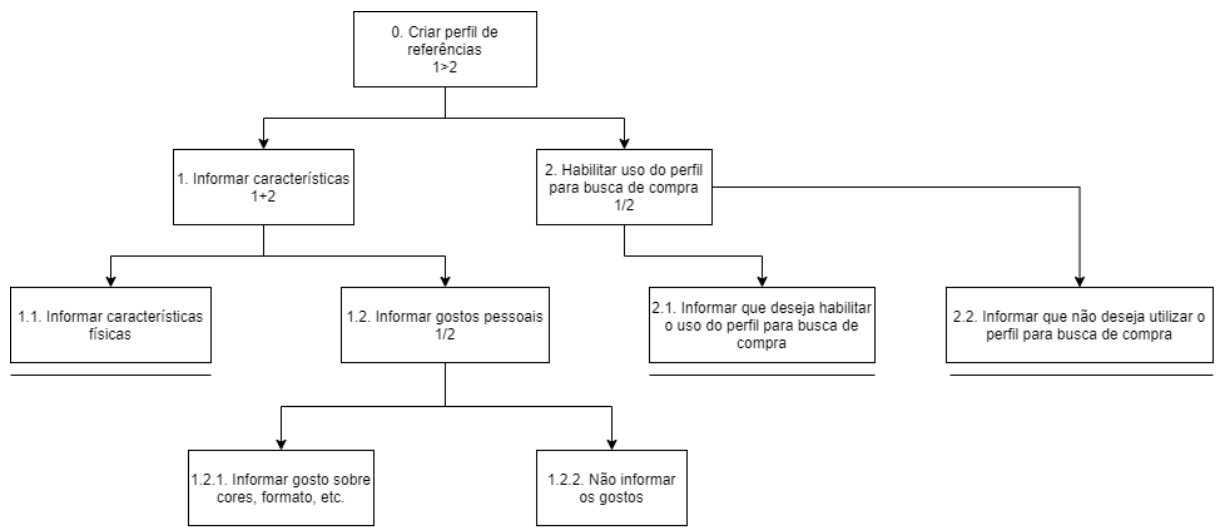 0. Criar perfil de
referências
1>2
1. Informar características
1+2
2. Habilitar uso do perfil
para busca de compra
1/2
1.1. Informar características
físicas
1.2. Informar gostos pessoais
1/2
2.1. Informar que deseja habilitar
o uso do perfil para busca de
compra
2.2. Informar que não deseja utilizar o
perfil para busca de compra
1.2.1. Informar gosto sobre
cores, formato, etc.
1.2.2. Não informar
os gostos